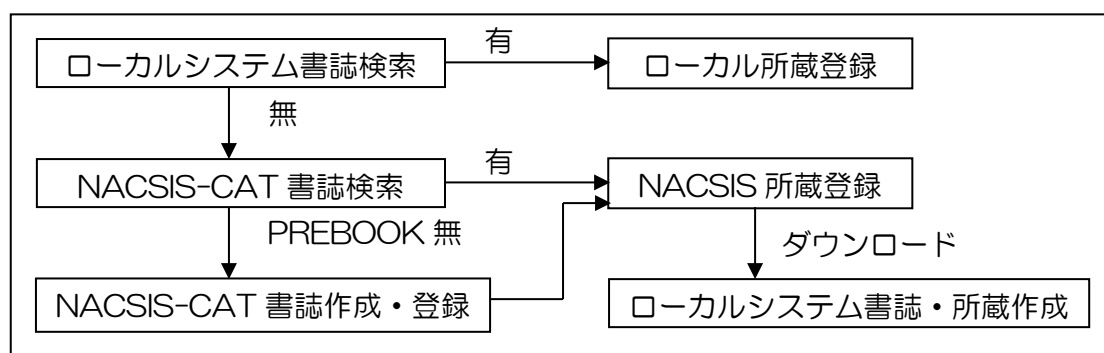 ローカルシステム書誌検索
有
ローカル所蔵登録
無
NACSIS-CAT 書誌検索
有
NACSIS 所蔵登録
PREBOOK 無
ダウンロード
NACSIS-CAT 書誌作成・登録
ローカルシステム書誌・所蔵作成